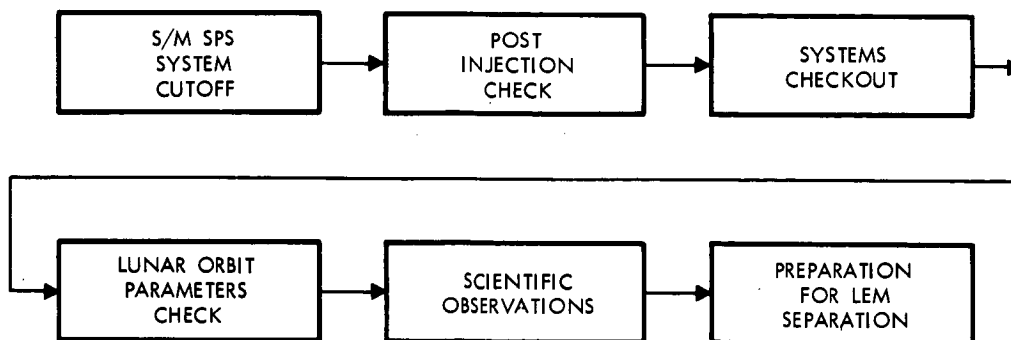 S/M SPS
SYSTEM
CUTOFF
POST
INJECTION
CHECK
SYSTEMS
CHECKOUT
LUNAR ORBIT
PARAMETERS
CHECK
SCIENTIFIC
OBSERVATIONS
PREPARATION
FOR LEM
SEPARATION